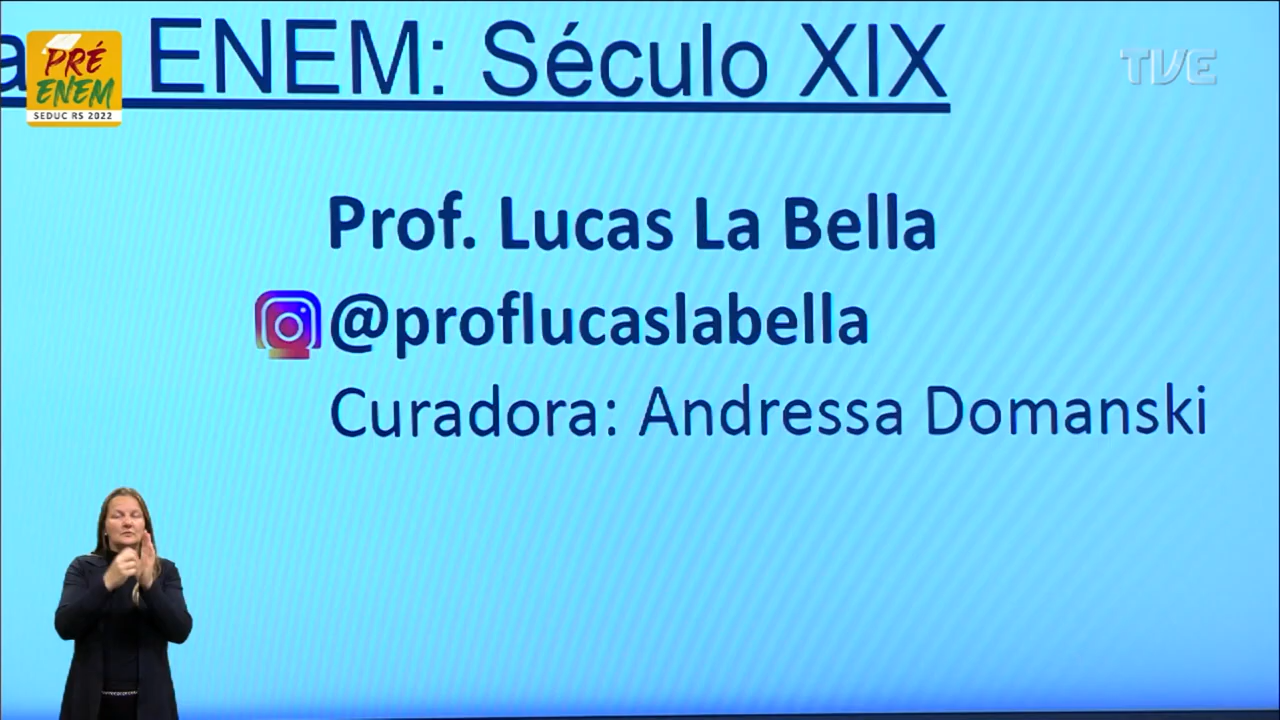 a ENEM: Século XIX
PRÉ
ENEM
SEDUC RS 2022
TVE
Prof. Lucas La Bella
@proflucaslabella
Curadora: Andressa Domanski